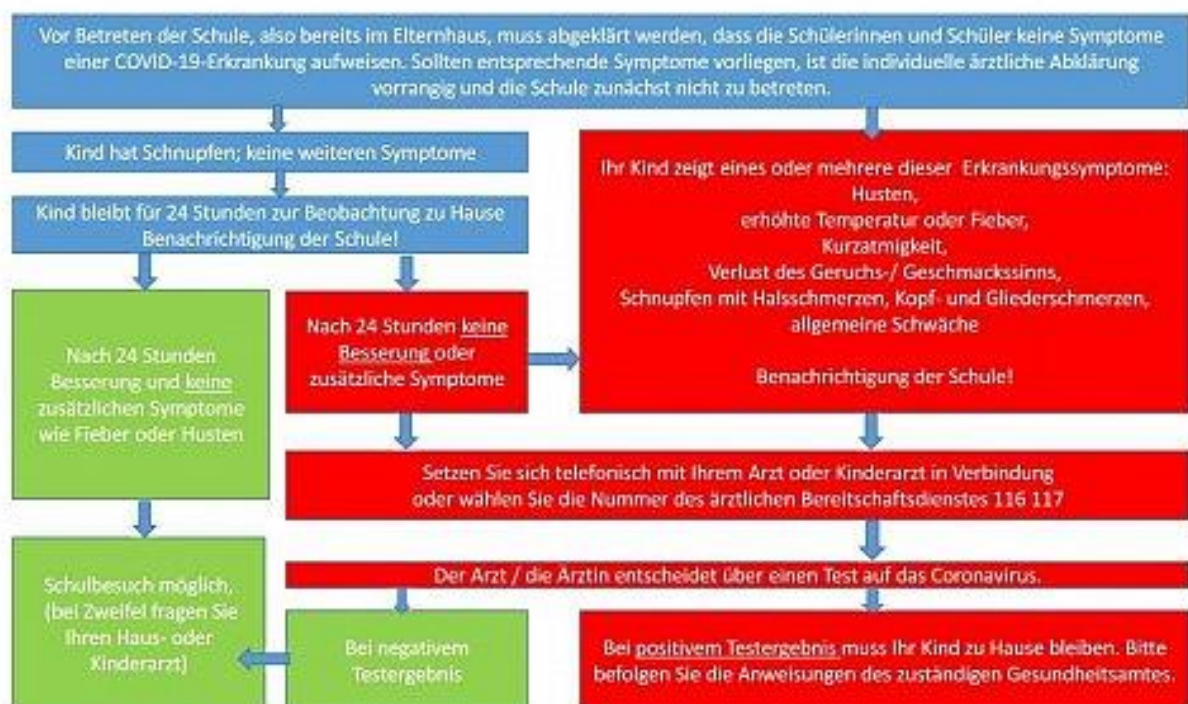 Vor Betreten der Schule, also bereits im Elternhaus, muss abgeklärt werden, dass die Schülerinnen und Schüler keine Symptome
einer COVID-19-Erkrankung aufweisen. Sollten entsprechende Symptome vorliegen, ist die individuelle ärztliche Abklärung
vorrangig und die Schule zunächst nicht zu betreten.
Kind hat Schnupfen; keine weiteren Symptome
Kind bleibt für 24 Stunden zur Beobachtung zu Hause
Benachrichtigung der Schule!
Nach 24 Stunden
Besserung und keine
zusätzlichen Symptome
wie Fieber oder Husten
Nach 24 Stunden keine
Besserung oder
zusätzliche Symptome
Ihr Kind zeigt eines oder mehrere dieser Erkrankungssymptome:
Husten,
erhöhte Temperatur oder Fieber,
Kurzatmigkeit,
Verlust des Geruchs-/ Geschmackssinns,
Schnupfen mit Halsschmerzen, Kopf- und Gliederschmerzen,
allgemeine Schwäche
Benachrichtigung der Schule!
Setzen Sie sich telefonisch mit Ihrem Arzt oder Kinderarzt in Verbindung
oder wählen Sie die Nummer des ärztlichen Bereitschaftsdienstes 116 117
Der Arzt / die Ärztin entscheidet über einen Test auf das Coronavirus.
Schulbesuch möglich,
(bei Zweifel fragen Sie
Ihren Haus- oder
Kinderarzt)
Bei negativem
Testergebnis
Bei positivem Testergebnis muss Ihr Kind zu Hause bleiben. Bitte
befolgen Sie die Anweisungen des zuständigen Gesundheitsamtes.